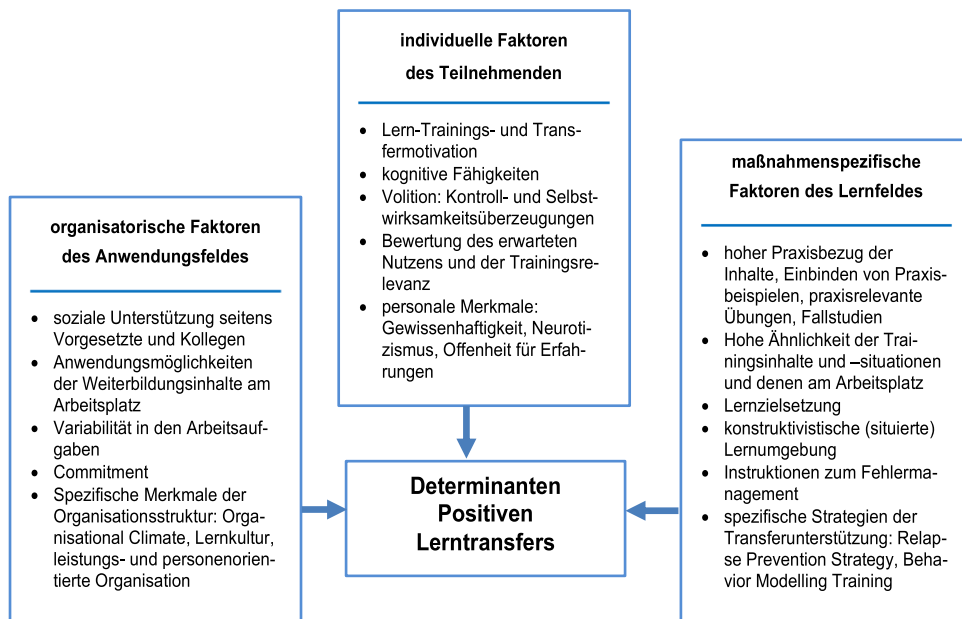 individuelle Faktoren
des Teilnehmenden
• Lern-Trainings- und Trans-
fermotivation
• kognitive Fähigkeiten
• Volition: Kontroll- und Selbst-
wirksamkeitsüberzeugungen
• Bewertung des erwarteten
Nutzens und der Trainingsrele-
vanz
• personale Merkmale:
Gewissenhaftigkeit, Neuroti-
zismus, Offenheit für Erfah-
rungen
organisatorische Faktoren
des Anwendungsfeldes
• soziale Unterstützung seitens
Vorgesetzte und Kollegen
• Anwendungsmöglichkeiten
der Weiterbildungsinhalte am
Arbeitsplatz
• Variabilität in den Arbeitsauf-
gaben
• Commitment
• Spezifische Merkmale der
Organisationsstruktur: Orga-
nisational Climate, Lernkultur,
leistungs- und personenorien-
tierte Organisation
maßnahmenspezifische
Faktoren des Lernfeldes
• hoher Praxisbezug der
Inhalte, Einbinden von Praxis-
beispielen, praxisrelevante
Übungen, Fallstudien
• Hohe Ähnlichkeit der Trai-
ningsinhalte und –situationen
und denen am Arbeitsplatz
• Lernzielsetzung
• konstruktivistische (situierte)
Lernumgebung
• Instruktionen zum Fehlerma-
nagement
• spezifische Strategien der
Transferunterstützung: Relap-
se Prevention Strategy, Beha-
vior Modelling Training
Determinanten
Positiven
Lerntransfers